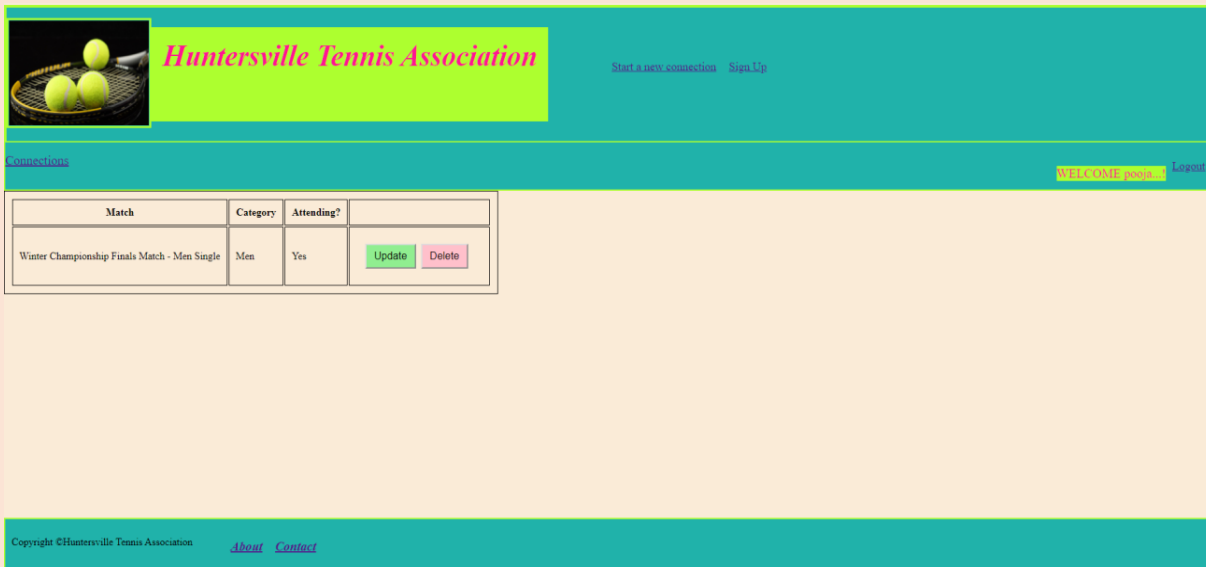 Huntersville Tennis Association
Start a new connection Sign Up
Connections
WELCOME pooja...! Logout
Match Category Attending?
Winter Championship Finals Match - Men Single Men Yes Update Delete
Copyright ©Huntersville Tennis Association About Contact